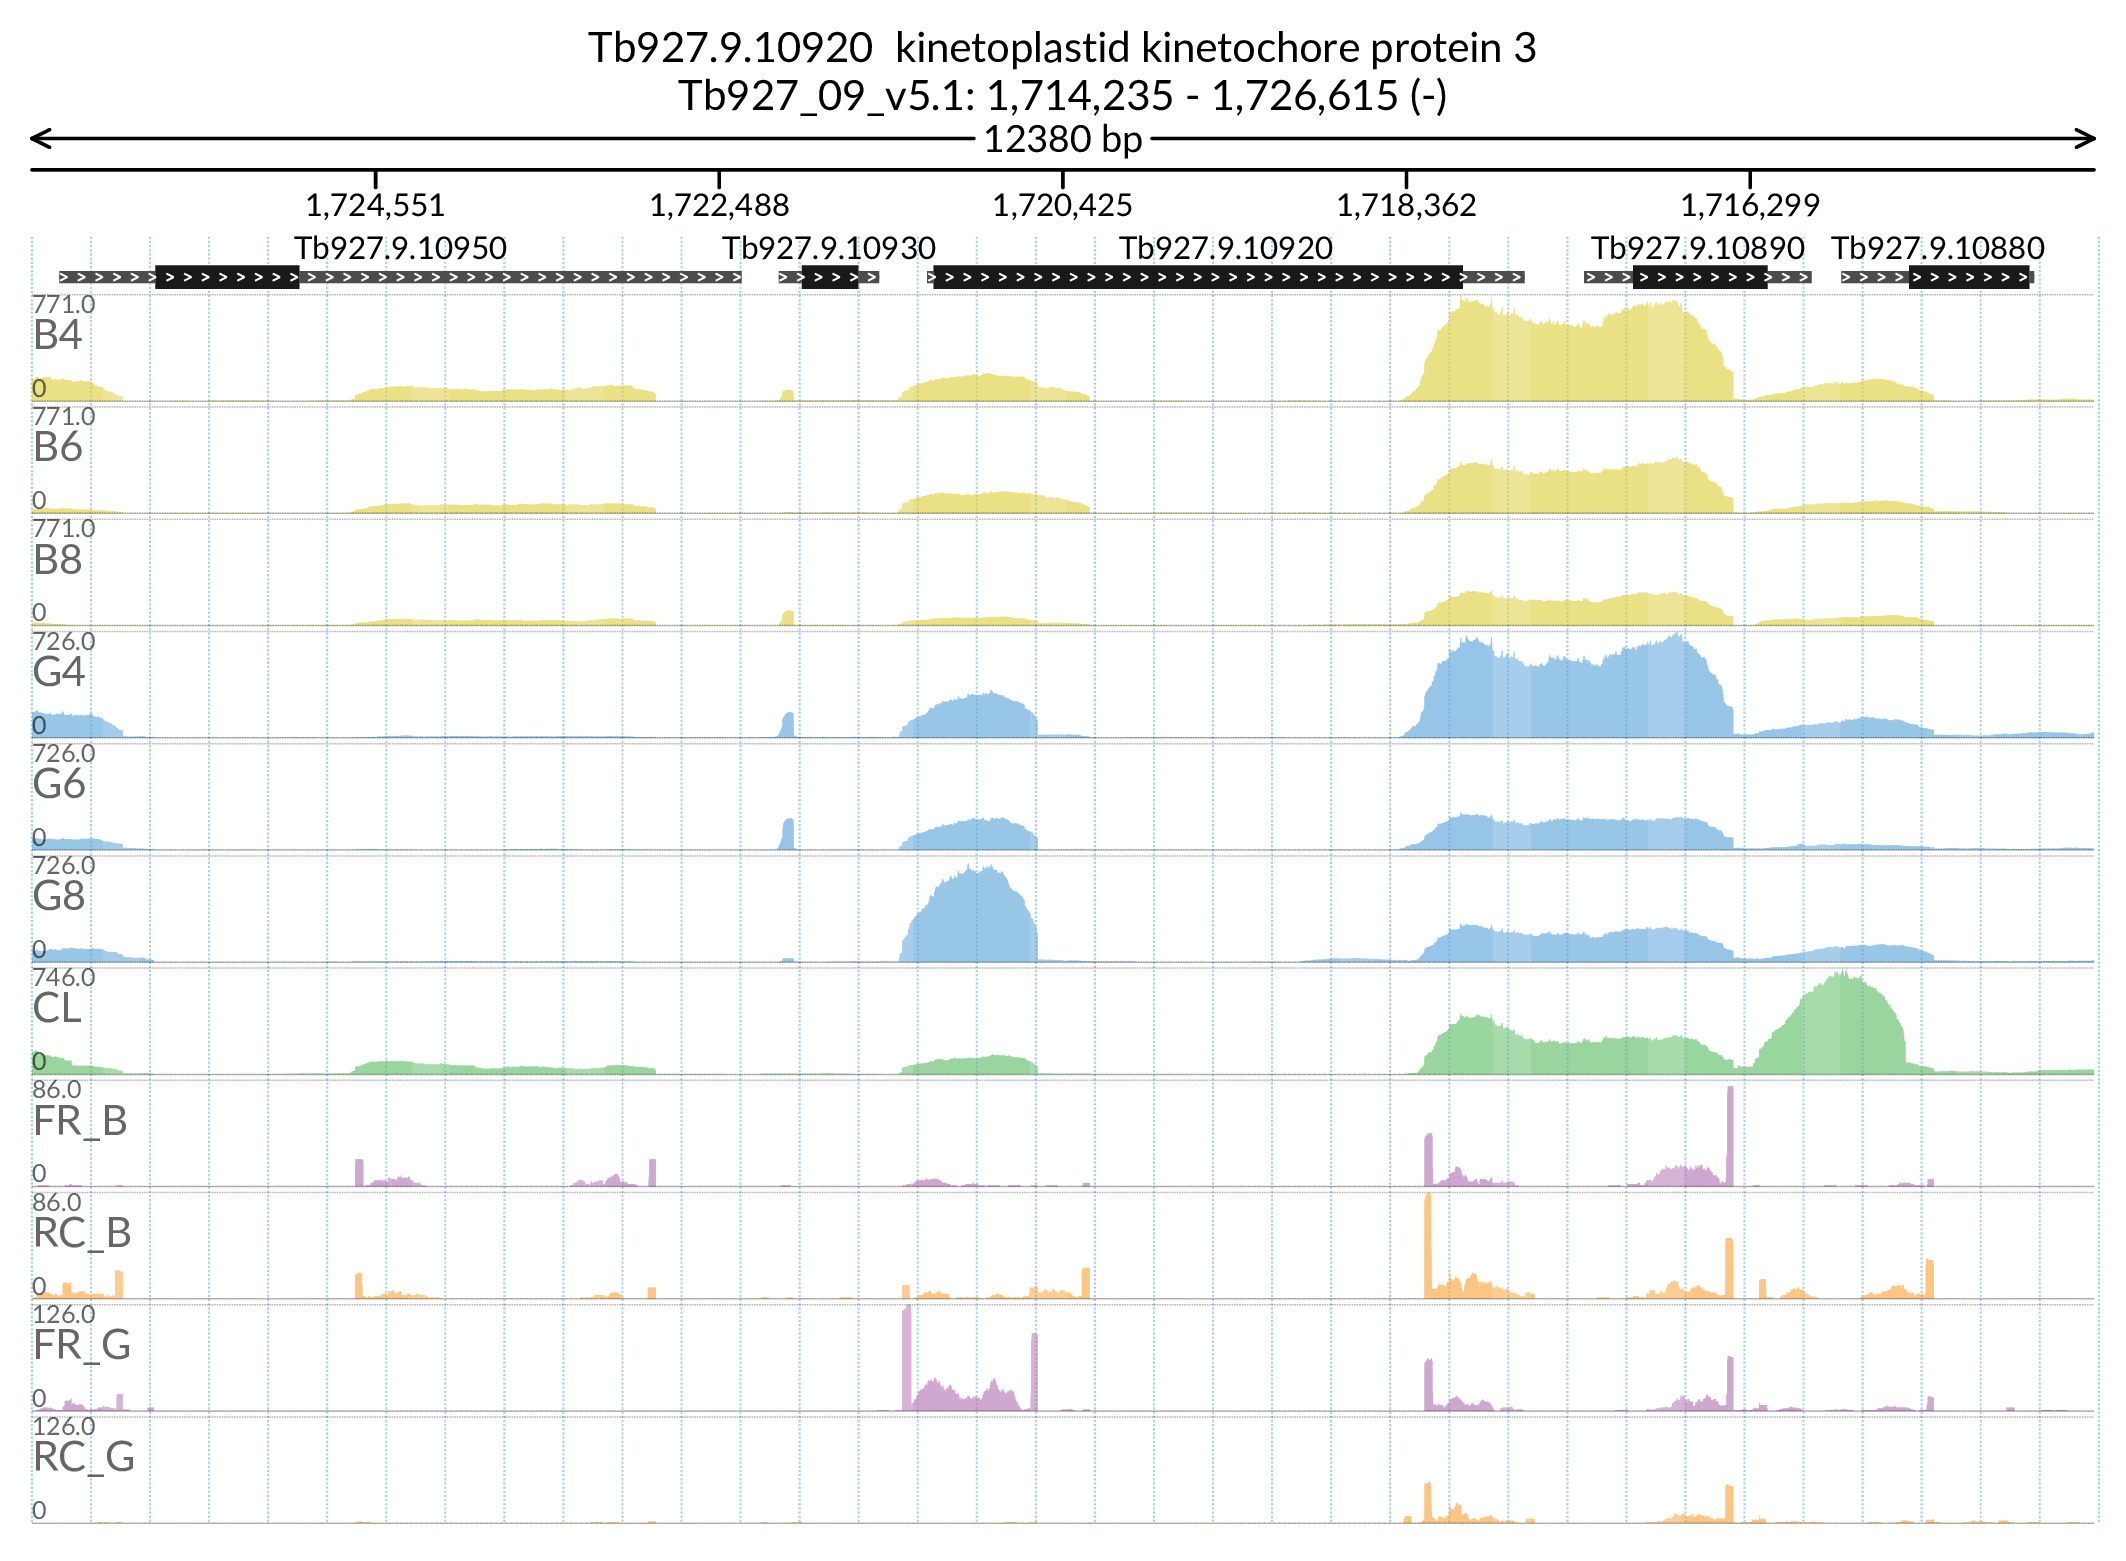 Tb927.9.10920 kinetoplastid kinetochore protein 3
Tb927_09_v5.1: 1,714,235 - 1,726,615 (-)
12380 bp
1,724,551 1,722,488 1,720,425 1,718,362 1,716,299
Tb927.9.10950 Tb927.9.10930 Tb927.9.10920 Tb927.9.10890 Tb927.9.10880
771.0
B4
0
771.0
B6
0
771.0
B8
0
726.0
G4
0
726.0
G6
0
726.0
G8
0
746.0
CL
0
86.0
FR_B
0
86.0
RC_B
0
126.0
FR_G
0
126.0
RC_G
0